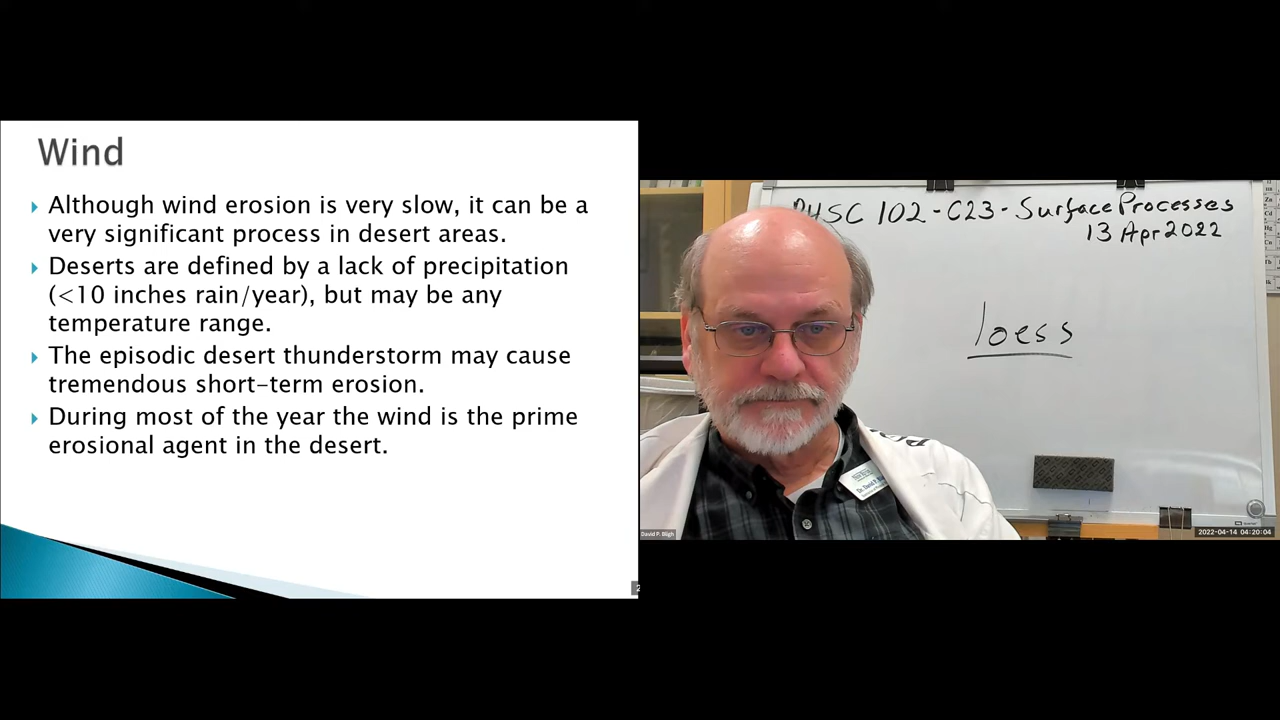 Wind
Although wind erosion is very slow, it can be a
very significant process in desert areas.
Deserts are defined by a lack of precipitation
(<10 inches rain/year), but may be any
temperature range.
The episodic desert thunderstorm may cause
tremendous short-term erosion.
During most of the year the wind is the prime
erosional agent in the desert.
PHSC 102-C23-Surface Processes
13 Apr 2022
loess
David P. Bligh
2022-04-14 04:20:04